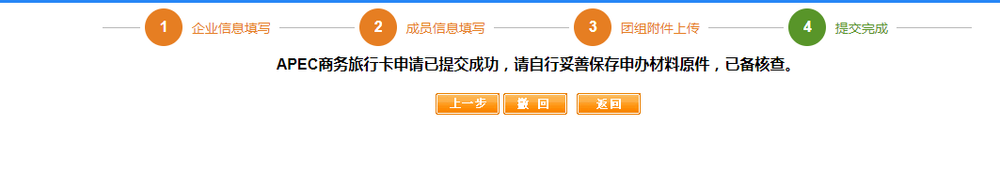 1 企业信息填写 2 成员信息填写 3 团组附件上传 4 提交完成
APEC商务旅行卡申请已提交成功，请自行妥善保存申办材料原件，已备核查。
上一步 撤 回 返回